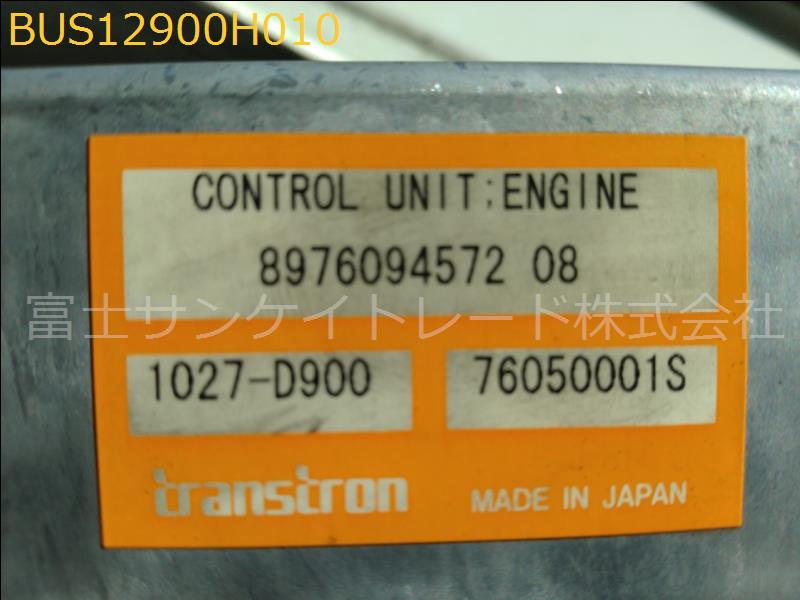 BUS12900H010
CONTROL UNIT:ENGINE
8976094572 08
富士サンケイトレード株式会社
1027-D900
76050001S
transtron
MADE IN JAPAN